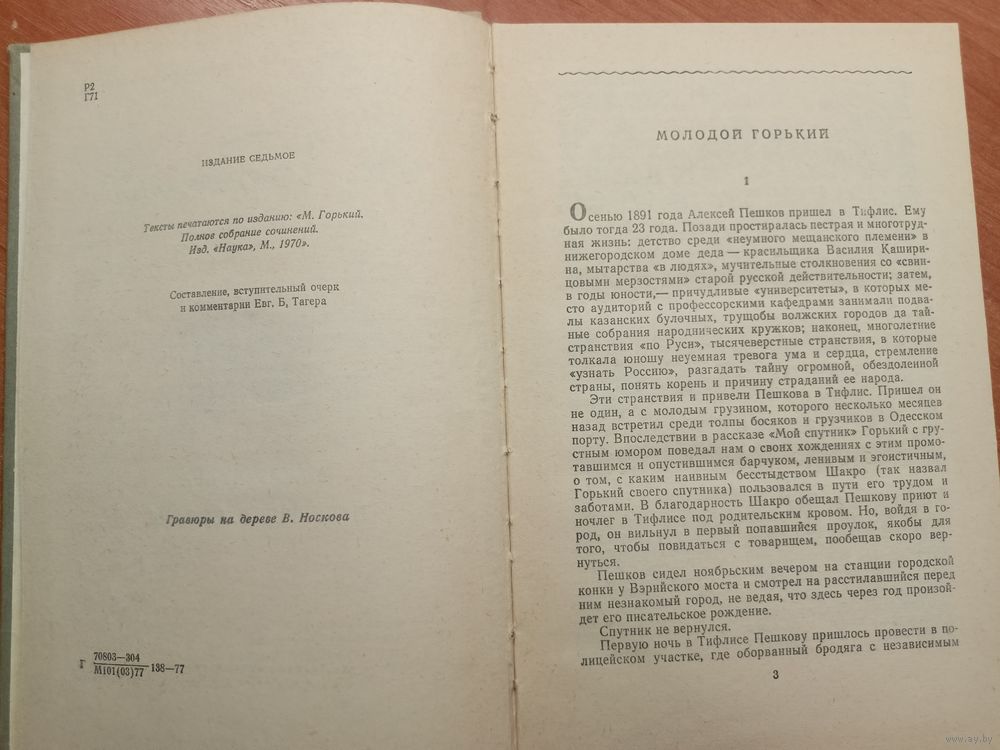 Р2
Г71
ИЗДАНИЕ СЕДЬМОЕ
Тексты печатаются по изданию: «М. Горький.
Полное собрание сочинений.
Изд. «Наука», М., 1970».
Составление, вступительный очерк
и комментарии Евг. Б. Тагера
Гравюры на дереве В. Носкова
Г 70803—304
М101(03)77 —138—77
МОЛОДОЙ ГОРЬКИЙ
1
Осенью 1891 года Алексей Пешков пришел в Тифлис. Ему
было тогда 23 года. Позади простиралась пестрая и многотруд-
ная жизнь: детство среди «неумного мещанского племени» в
нижегородском доме деда — красильщика Василия Кашири-
на, мытарства «в людях», мучительные столкновения со «свин-
цовыми мерзостями» старой русской действительности; затем,
в годы юности,— причудливые «университеты», в которых ме-
сто аудиторий с профессорскими кафедрами занимали подва-
лы казанских булочных, трущобы волжских городов да тай-
ные собрания народнических кружков; наконец, многолетние
странствия «по Руси», тысячеверстные странствия, в которые
толкала юношу неуемная тревога ума и сердца, стремление
«узнать Россию», разгадать тайну огромной, обездоленной
страны, понять корень и причину страданий ее народа.
Эти странствия и привели Пешкова в Тифлис. Пришел он
не один, а с молодым грузином, которого несколько месяцев
назад встретил среди толпы босяков и грузчиков в Одесском
порту. Впоследствии в рассказе «Мой спутник» Горький с гру-
стным юмором поведал нам о своих хождениях с этим промо-
тавшимся и опустившимся барчуком, ленивым и эгоистичным,
о том, с каким наивным бесстыдством Шакро (так назвал
Горький своего спутника) пользовался в пути его трудом и
заботами. В благодарность Шакро обещал Пешкову приют и
ночлег в Тифлисе под родительским кровом. Но, войдя в го-
род, он вильнул в первый попавшийся проулок, якобы для
того, чтобы повидаться с товарищем, пообещав скоро вер-
нуться.
Пешков сидел ноябрьским вечером на станции городской
конки у Вэрийского моста и смотрел на расстилавшийся перед
ним незнакомый город, не ведая, что здесь через год произой-
дет его писательское рождение.
Спутник не вернулся.
Первую ночь в Тифлисе Пешкову пришлось провести в по-
лицейском участке, где оборванный бродяга с независимым
3
www.ay.by